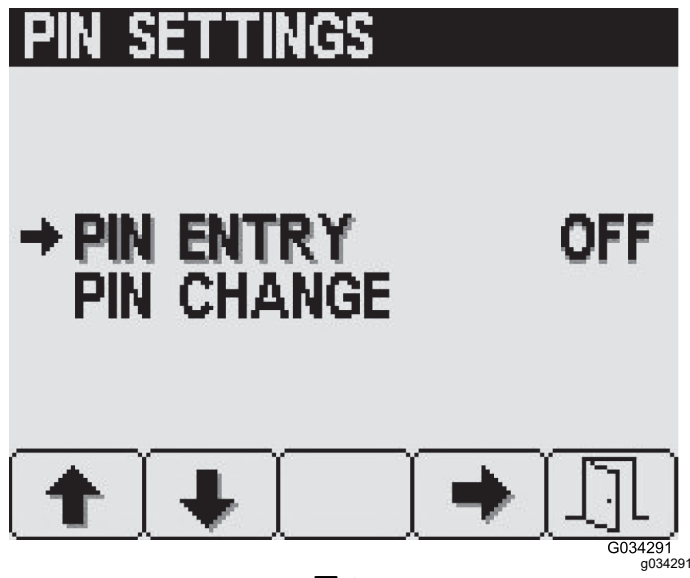 PIN SETTINGS
PIN ENTRY OFF
PIN CHANGE
G034291
g034291